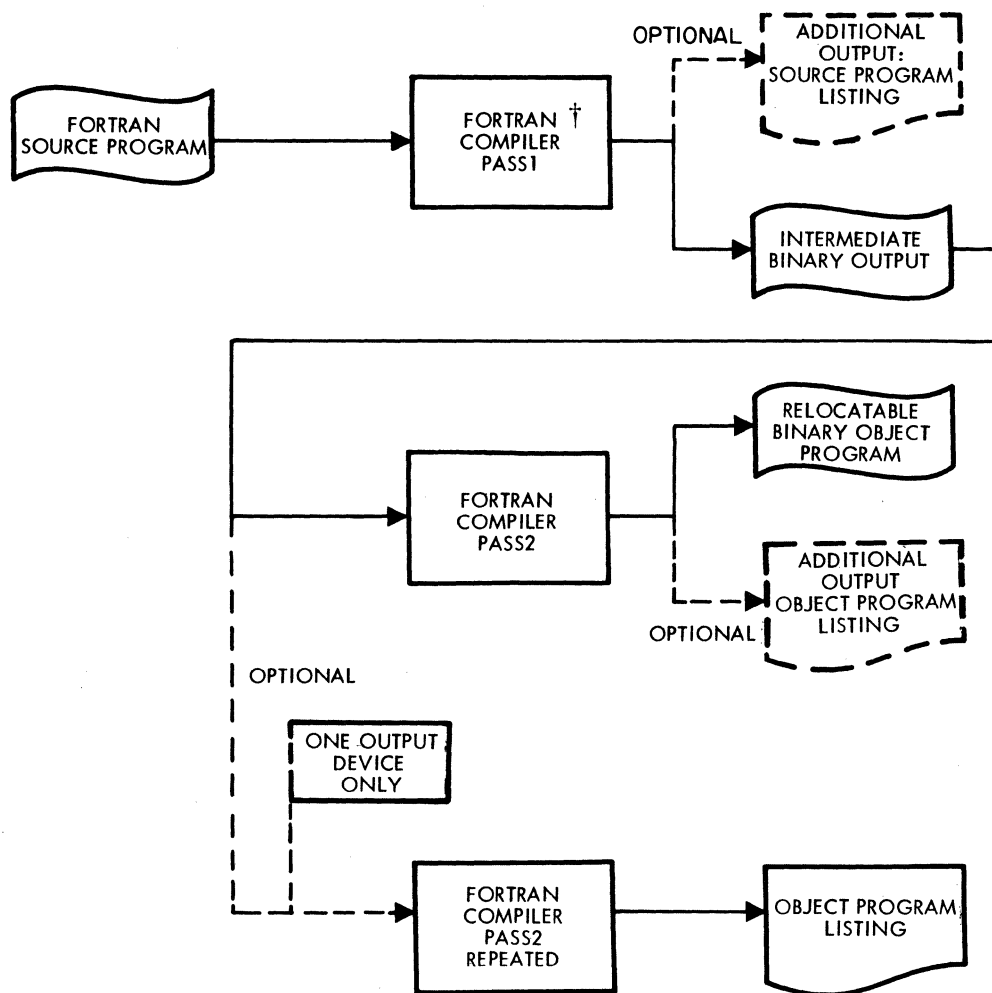 OPTIONAL
ADDITIONAL
OUTPUT:
SOURCE PROGRAM
LISTING
FORTRAN
SOURCE PROGRAM
FORTRAN †
COMPILER
PASS1
INTERMEDIATE
BINARY OUTPUT
RELOCATABLE
BINARY OBJECT
PROGRAM
FORTRAN
COMPILER
PASS2
ADDITIONAL
OUTPUT
OBJECT PROGRAM
LISTING
OPTIONAL
OPTIONAL
ONE OUTPUT
DEVICE
ONLY
FORTRAN
COMPILER
PASS2
REPEATED
OBJECT PROGRAM
LISTING